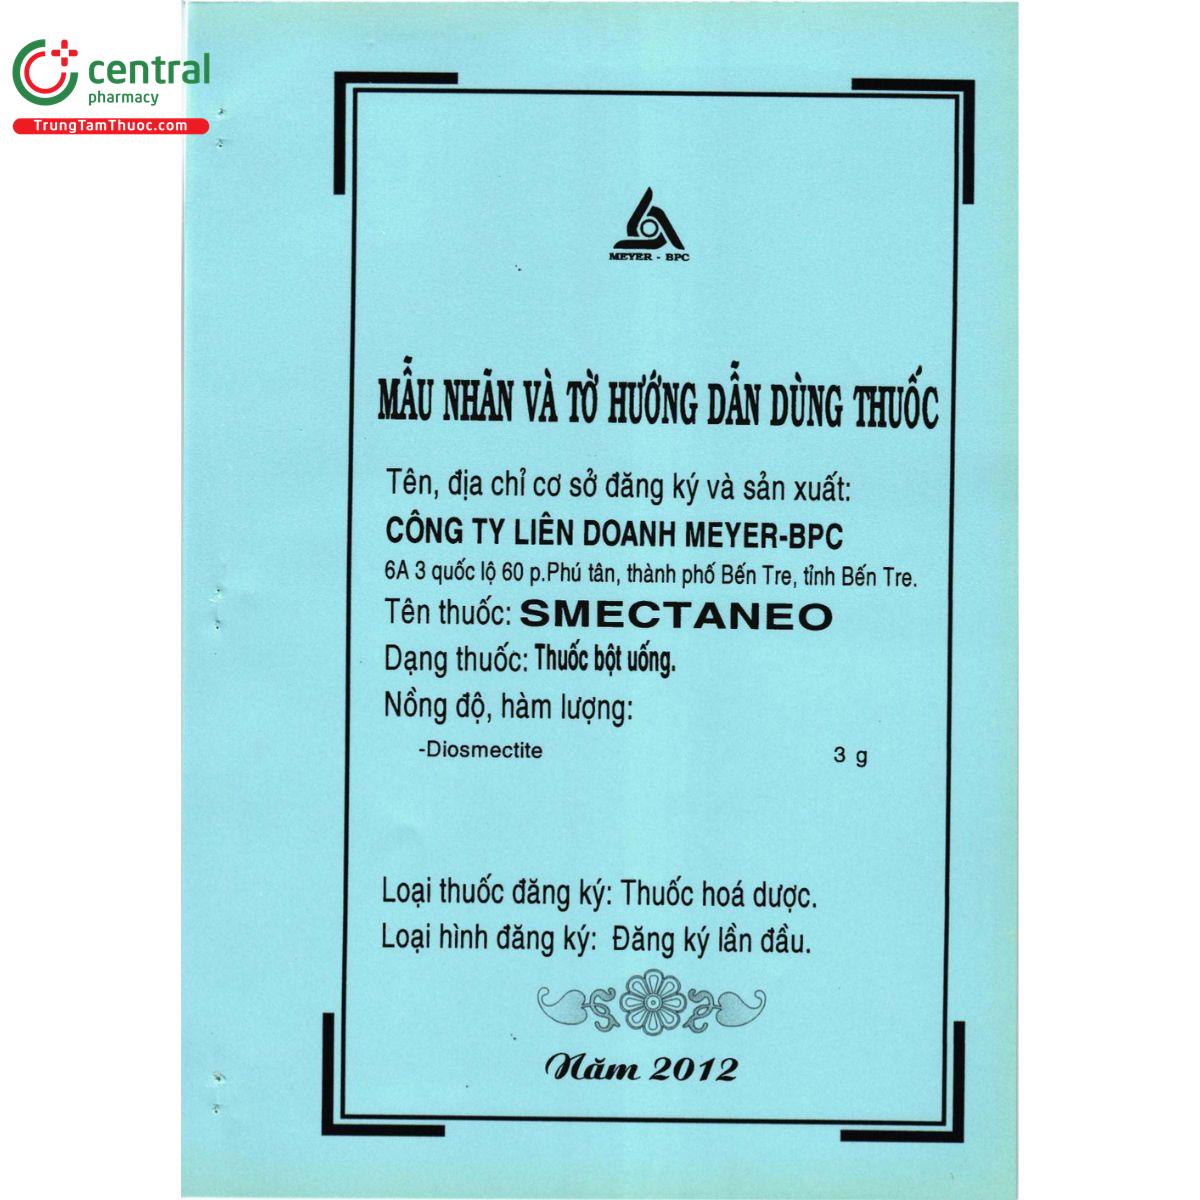 central
pharmacy
TrungTamThuoc.com
MEYER - BPC
MẪU NHÃN VÀ TỜ HƯỚNG DẪN DÙNG THUỐC
Tên, địa chỉ cơ sở đăng ký và sản xuất:
CÔNG TY LIÊN DOANH MEYER-BPC
6A 3 quốc lộ 60 p.Phú tân, thành phố Bến Tre, tỉnh Bến Tre.
Tên thuốc: SMECTANEO
Dạng thuốc: Thuốc bột uống.
Nồng độ, hàm lượng:
-Diosmectite 3 g
Loại thuốc đăng ký: Thuốc hoá dược.
Loại hình đăng ký: Đăng ký lần đầu.
Năm 2012